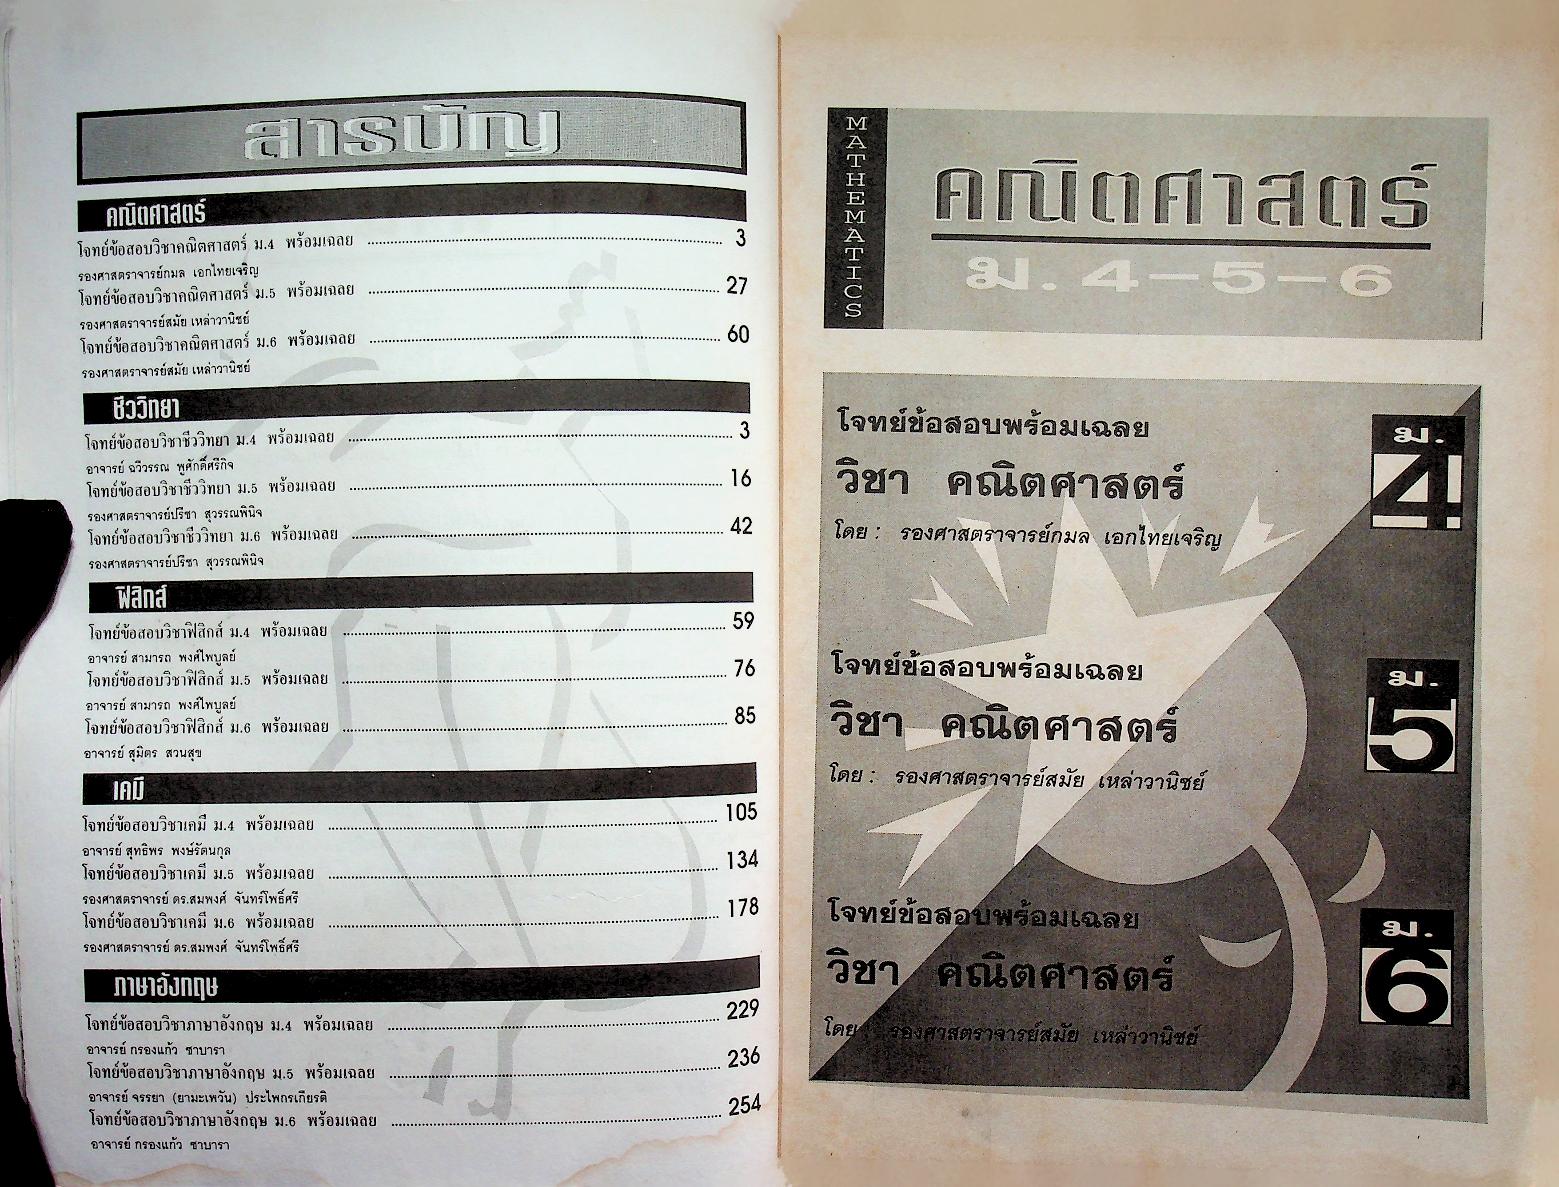 สารบัญ
คณิตศาสตร์
โจทย์ข้อสอบวิชาคณิตศาสตร์ ม.4 พร้อมเฉลย 3
รองศาสตราจารย์กมล เอกไทยเจริญ
โจทย์ข้อสอบวิชาคณิตศาสตร์ ม.5 พร้อมเฉลย 27
รองศาสตราจารย์สมัย เหล่าวานิชย์
โจทย์ข้อสอบวิชาคณิตศาสตร์ ม.6 พร้อมเฉลย 60
รองศาสตราจารย์สมัย เหล่าวานิชย์
ชีววิทยา
โจทย์ข้อสอบวิชาชีววิทยา ม.4 พร้อมเฉลย 3
อาจารย์ ฉวีวรรณ พูศักดิ์ศรีกิจ
โจทย์ข้อสอบวิชาชีววิทยา ม.5 พร้อมเฉลย 16
รองศาสตราจารย์ปรีชา สุวรรณพินิจ
โจทย์ข้อสอบวิชาชีววิทยา ม.6 พร้อมเฉลย 42
รองศาสตราจารย์ปรีชา สุวรรณพินิจ
ฟิสิกส์
โจทย์ข้อสอบวิชาฟิสิกส์ ม.4 พร้อมเฉลย 59
อาจารย์ สามารถ พงศ์ไพบูลย์
โจทย์ข้อสอบวิชาฟิสิกส์ ม.5 พร้อมเฉลย 76
อาจารย์ สามารถ พงศ์ไพบูลย์
โจทย์ข้อสอบวิชาฟิสิกส์ ม.6 พร้อมเฉลย 85
อาจารย์ สุมิตร สวนสุข
เคมี
โจทย์ข้อสอบวิชาเคมี ม.4 พร้อมเฉลย 105
อาจารย์ สุทธิพร พงษ์รัตนกุล
โจทย์ข้อสอบวิชาเคมี ม.5 พร้อมเฉลย 134
รองศาสตราจารย์ ดร.สมพงศ์ จันทร์โพธิ์ศรี
โจทย์ข้อสอบวิชาเคมี ม.6 พร้อมเฉลย 178
รองศาสตราจารย์ ดร.สมพงศ์ จันทร์โพธิ์ศรี
ภาษาอังกฤษ
โจทย์ข้อสอบวิชาภาษาอังกฤษ ม.4 พร้อมเฉลย 229
อาจารย์ กรองแก้ว ซาบารา
โจทย์ข้อสอบวิชาภาษาอังกฤษ ม.5 พร้อมเฉลย 236
อาจารย์ จรรยา (ยามะเพวัน) ประไพกรเกียรติ
โจทย์ข้อสอบวิชาภาษาอังกฤษ ม.6 พร้อมเฉลย 254
อาจารย์ กรองแก้ว ซาบารา
MATHEMATICS
คณิตศาสตร์
ม. 4-5-6
โจทย์ข้อสอบพร้อมเฉลย
วิชา คณิตศาสตร์
โดย : รองศาสตราจารย์กมล เอกไทยเจริญ
ม. 4
โจทย์ข้อสอบพร้อมเฉลย
วิชา คณิตศาสตร์
โดย : รองศาสตราจารย์สมัย เหล่าวานิชย์
ม. 5
โจทย์ข้อสอบพร้อมเฉลย
วิชา คณิตศาสตร์
โดย : รองศาสตราจารย์สมัย เหล่าวานิชย์
ม. 6